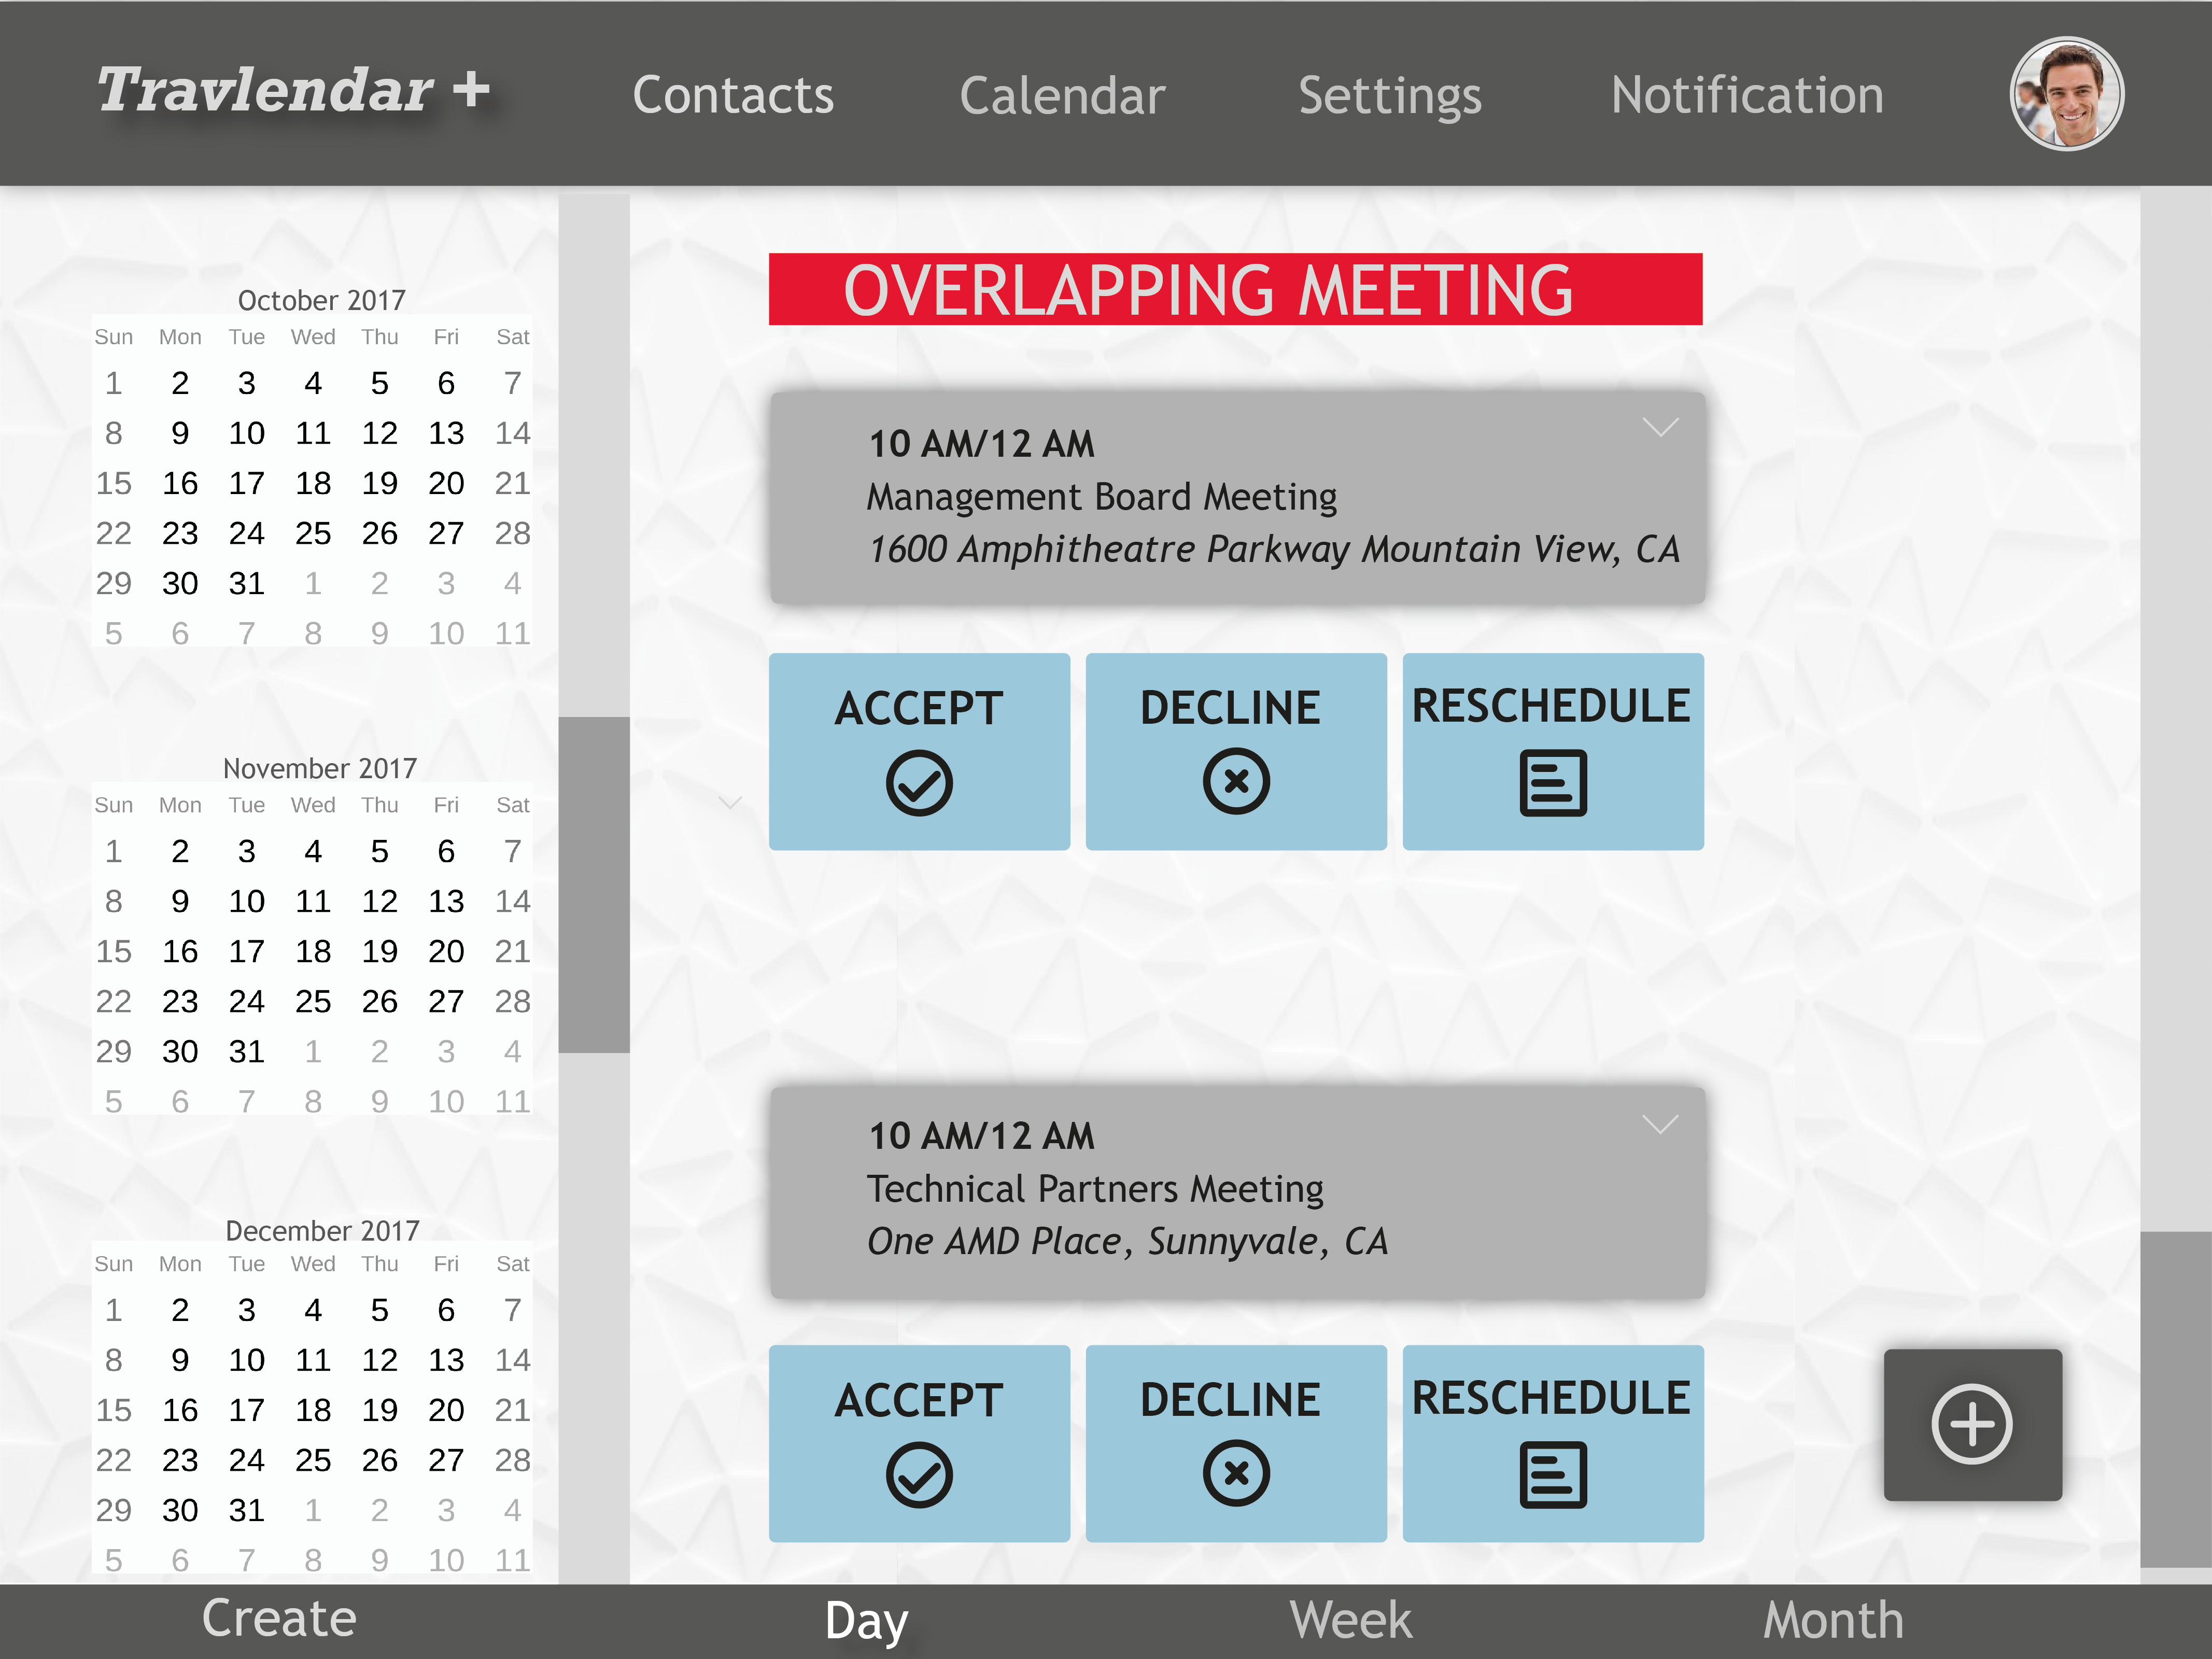 Travlendar +
Contacts
Calendar
Settings
Notification
October 2017
Sun Mon Tue Wed Thu Fri Sat
1 2 3 4 5 6 7
8 9 10 11 12 13 14
15 16 17 18 19 20 21
22 23 24 25 26 27 28
29 30 31 1 2 3 4
5 6 7 8 9 10 11
November 2017
Sun Mon Tue Wed Thu Fri Sat
1 2 3 4 5 6 7
8 9 10 11 12 13 14
15 16 17 18 19 20 21
22 23 24 25 26 27 28
29 30 31 1 2 3 4
5 6 7 8 9 10 11
December 2017
Sun Mon Tue Wed Thu Fri Sat
1 2 3 4 5 6 7
8 9 10 11 12 13 14
15 16 17 18 19 20 21
22 23 24 25 26 27 28
29 30 31 1 2 3 4
5 6 7 8 9 10 11
OVERLAPPING MEETING
10 AM/12 AM
Management Board Meeting
1600 Amphitheatre Parkway Mountain View, CA
ACCEPT
DECLINE
RESCHEDULE
10 AM/12 AM
Technical Partners Meeting
One AMD Place, Sunnyvale, CA
ACCEPT
DECLINE
RESCHEDULE
Create
Day
Week
Month